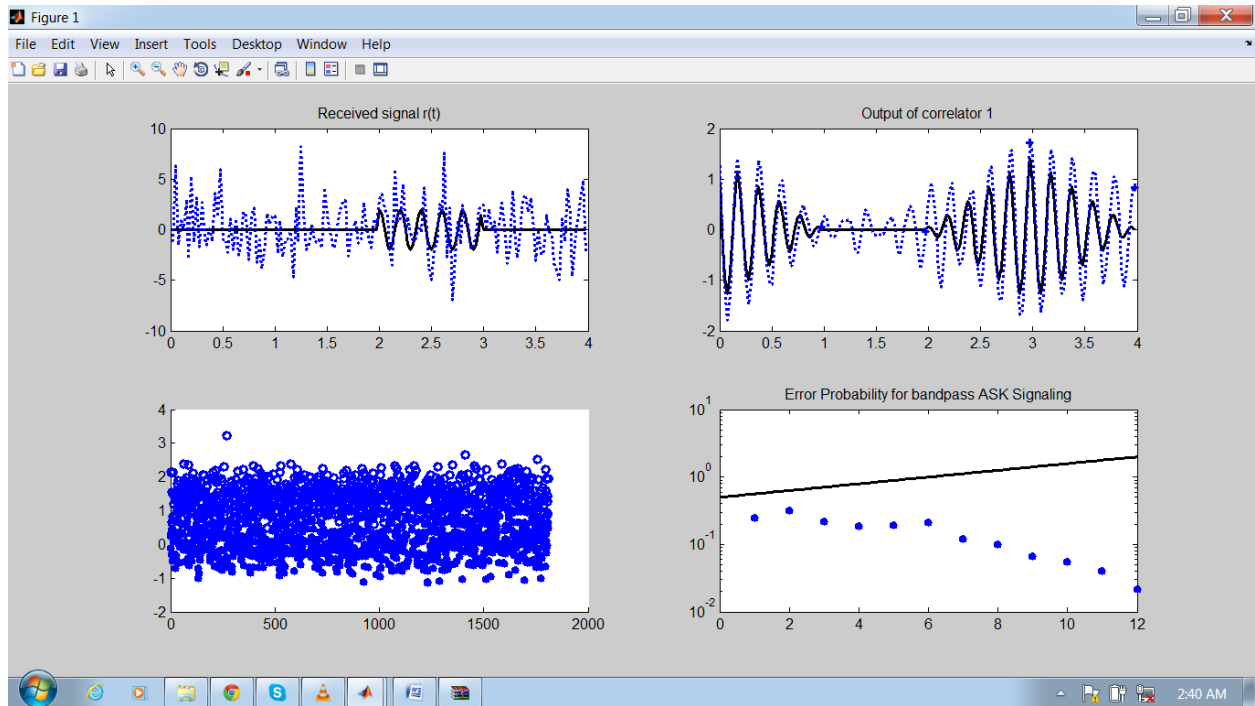 Figure 1
File Edit View Insert Tools Desktop Window Help
Received signal r(t)
10
5
0
-5
-10
0 0.5 1 1.5 2 2.5 3 3.5 4
Output of correlator 1
2
1
0
-1
-2
0 0.5 1 1.5 2 2.5 3 3.5 4
4
3
2
1
0
-1
-2
0 500 1000 1500 2000
Error Probability for bandpass ASK Signaling
10^1
10^0
10^-1
10^-2
0 2 4 6 8 10 12
2:40 AM